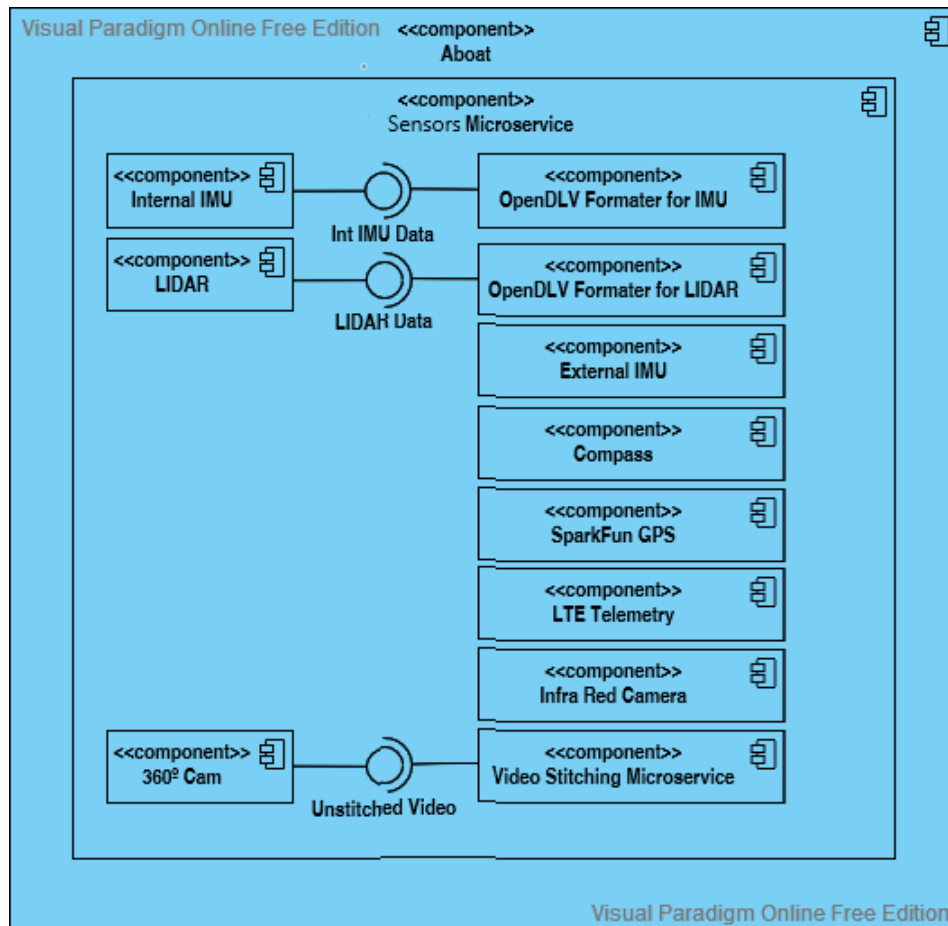 Visual Paradigm Online Free Edition
<<component>>
Aboat
<<component>>
Sensors Microservice
<<component>>
Internal IMU
Int IMU Data
<<component>>
OpenDLV Formater for IMU
<<component>>
LIDAR
LIDAR Data
<<component>>
OpenDLV Formater for LIDAR
<<component>>
External IMU
<<component>>
Compass
<<component>>
SparkFun GPS
<<component>>
LTE Telemetry
<<component>>
Infra Red Camera
<<component>>
360º Cam
Unstitched Video
<<component>>
Video Stitching Microservice
Visual Paradigm Online Free Edition